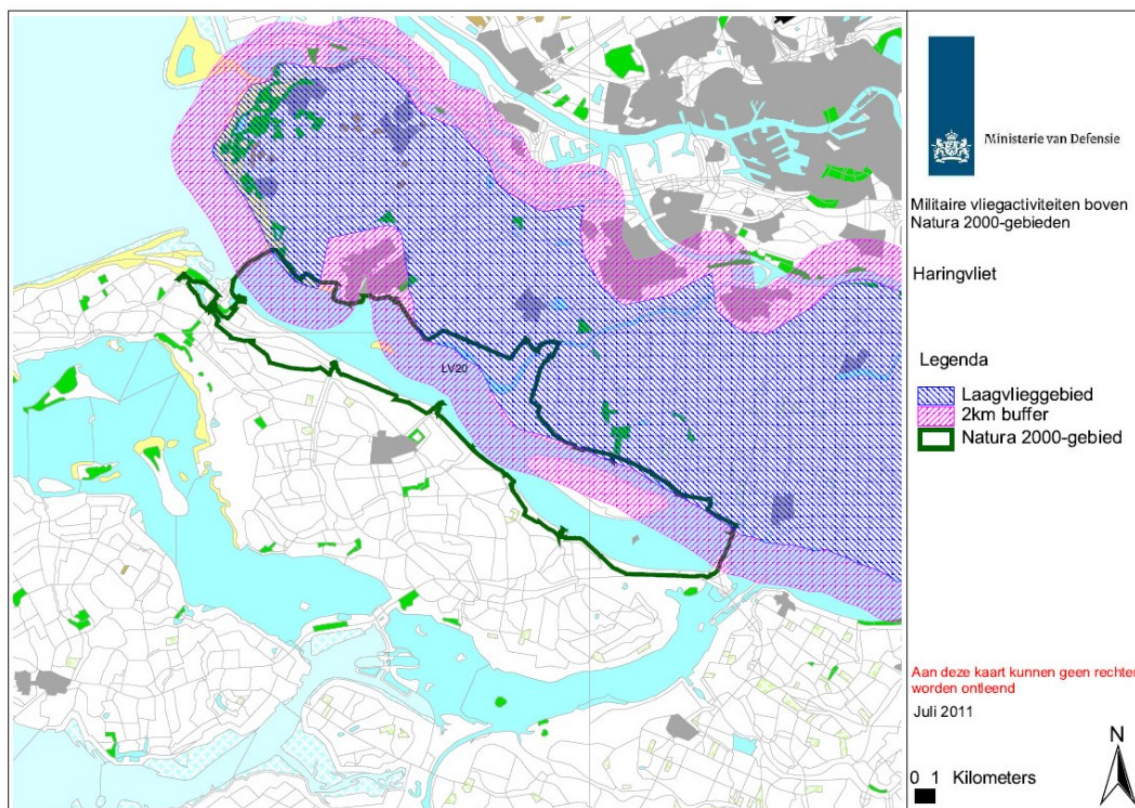 Ministerie van Defensie
Militaire vliegactiviteiten boven
Natura 2000-gebieden
Haringvliet
Legenda
Laagvlieggebied
2km buffer
Natura 2000-gebied
LV20
Aan deze kaart kunnen geen rechten
worden ontleend
Juli 2011
N
0 1 Kilometers